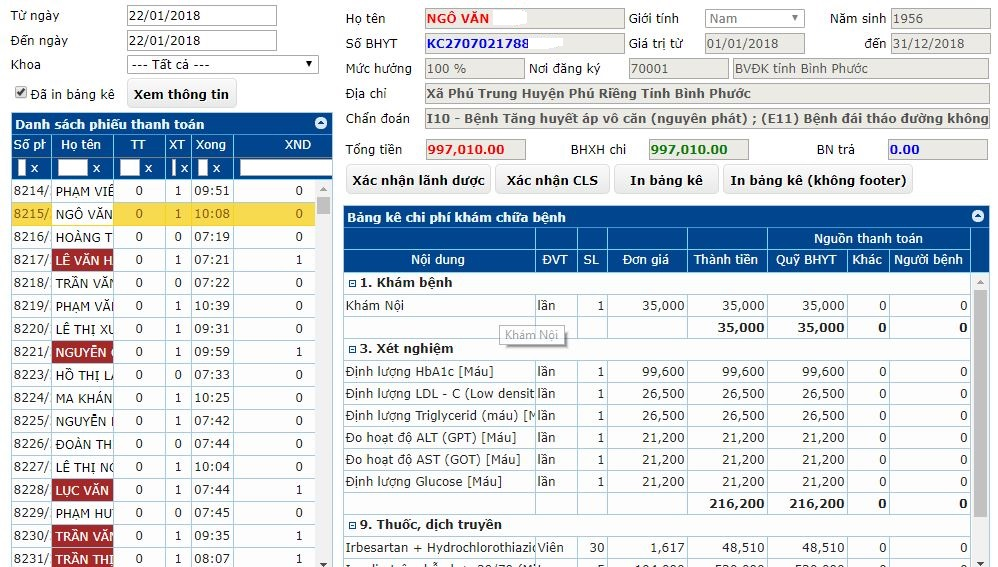 Từ ngày 22/01/2018
Đến ngày 22/01/2018
Khoa --- Tất cả ---
Đã in bảng kê Xem thông tin
Danh sách phiếu thanh toán
Số ph Họ tên TT XT Xong XND
x x x x x
8214/ PHẠM VIẾ 0 1 09:51 0
8215/ NGÔ VĂN 0 1 10:08 0
8216/ HOÀNG T 0 0 07:19 0
8217/ LÊ VĂN H 0 1 07:21 1
8218/ TRẦN VĂN 0 0 07:22 0
8219/ PHẠM VĂN 0 1 10:39 0
8220/ LÊ THỊ XU 0 1 09:31 0
8221/ NGUYỄN 0 1 09:59 1
8223/ HỒ THỊ LA 0 0 07:33 0
8224/ MA KHÁN 0 1 10:25 0
8225/ NGUYỄN 0 0 07:42 0
8226/ ĐOÀN TH 0 0 07:44 0
8227/ LÊ THỊ NG 0 1 10:04 0
8228/ LỤC VĂN 0 1 07:44 1
8229/ PHẠM HU 0 1 07:45 0
8230/ TRẦN VĂN 0 1 09:35 1
8231/ TRẦN THỊ 0 1 08:07 1
Họ tên NGÔ VĂN Giới tính Nam Năm sinh 1956
Số BHYT KC2707021788 Giá trị từ 01/01/2018 đến 31/12/2018
Mức hưởng 100 % Nơi đăng ký 70001 BVĐK tỉnh Bình Phước
Địa chỉ Xã Phú Trung Huyện Phú Riềng Tỉnh Bình Phước
Chẩn đoán I10 - Bệnh Tăng huyết áp vô căn (nguyên phát) ; (E11) Bệnh đái tháo đường không
Tổng tiền 997,010.00 BHXH chi 997,010.00 BN trả 0.00
Xác nhận lãnh dược Xác nhận CLS In bảng kê In bảng kê (không footer)
Bảng kê chi phí khám chữa bệnh
Nguồn thanh toán
Nội dung ĐVT SL Đơn giá Thành tiền Quỹ BHYT Khác Người bệnh
1. Khám bệnh
Khám Nội lần 1 35,000 35,000 35,000 0 0
35,000 35,000 0 0
Khám Nội
3. Xét nghiệm
Định lượng HbA1c [Máu] lần 1 99,600 99,600 99,600 0 0
Định lượng LDL - C (Low densit lần 1 26,500 26,500 26,500 0 0
Định lượng Triglycerid (máu) [M lần 1 26,500 26,500 26,500 0 0
Đo hoạt độ ALT (GPT) [Máu] lần 1 21,200 21,200 21,200 0 0
Đo hoạt độ AST (GOT) [Máu] lần 1 21,200 21,200 21,200 0 0
Định lượng Glucose [Máu] lần 1 21,200 21,200 21,200 0 0
216,200 216,200 0 0
9. Thuốc, dịch truyền
Irbesartan + Hydrochlorothiazid Viên 30 1,617 48,510 48,510 0 0